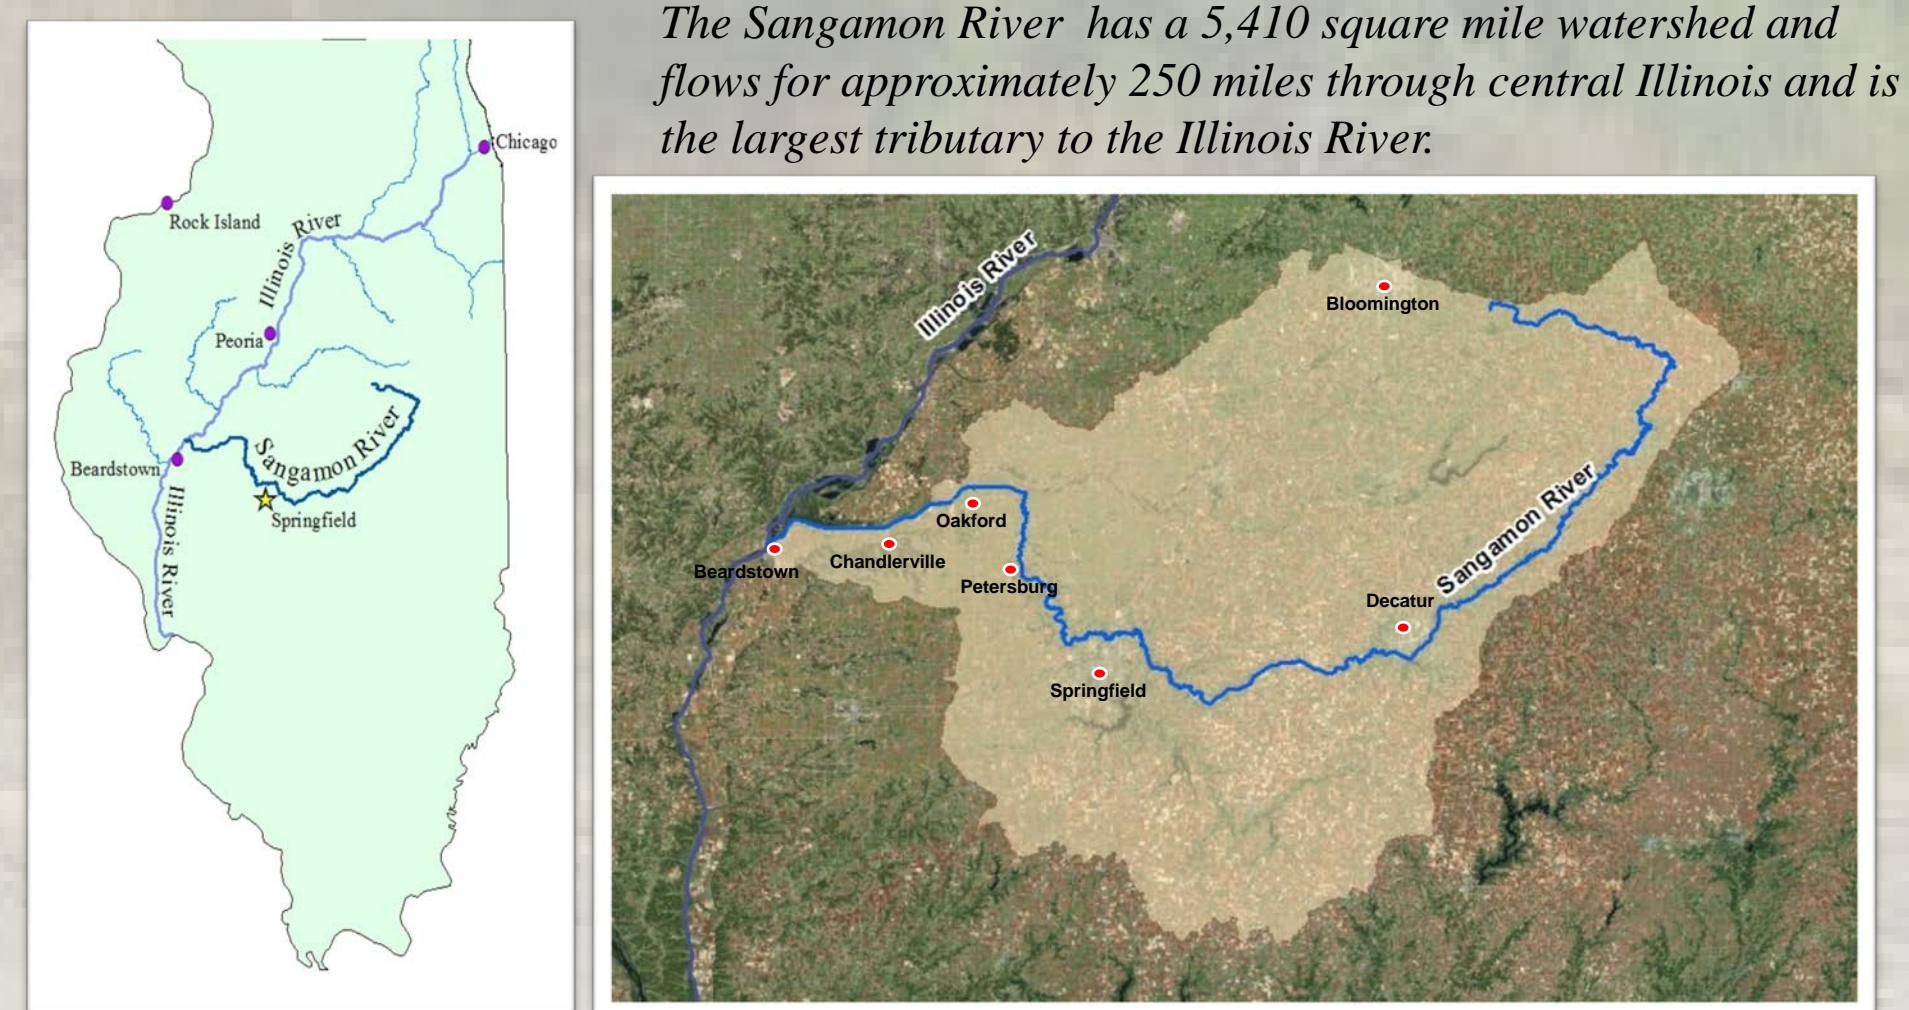 The Sangamon River has a 5,410 square mile watershed and
flows for approximately 250 miles through central Illinois and is
the largest tributary to the Illinois River.
Chicago
Rock Island
Illinois River
Peoria
Sangamon River
Beardstown
Springfield
Illinois River
Illinois River
Bloomington
Sangamon River
Oakford
Chandlerville
Beardstown
Petersburg
Decatur
Springfield